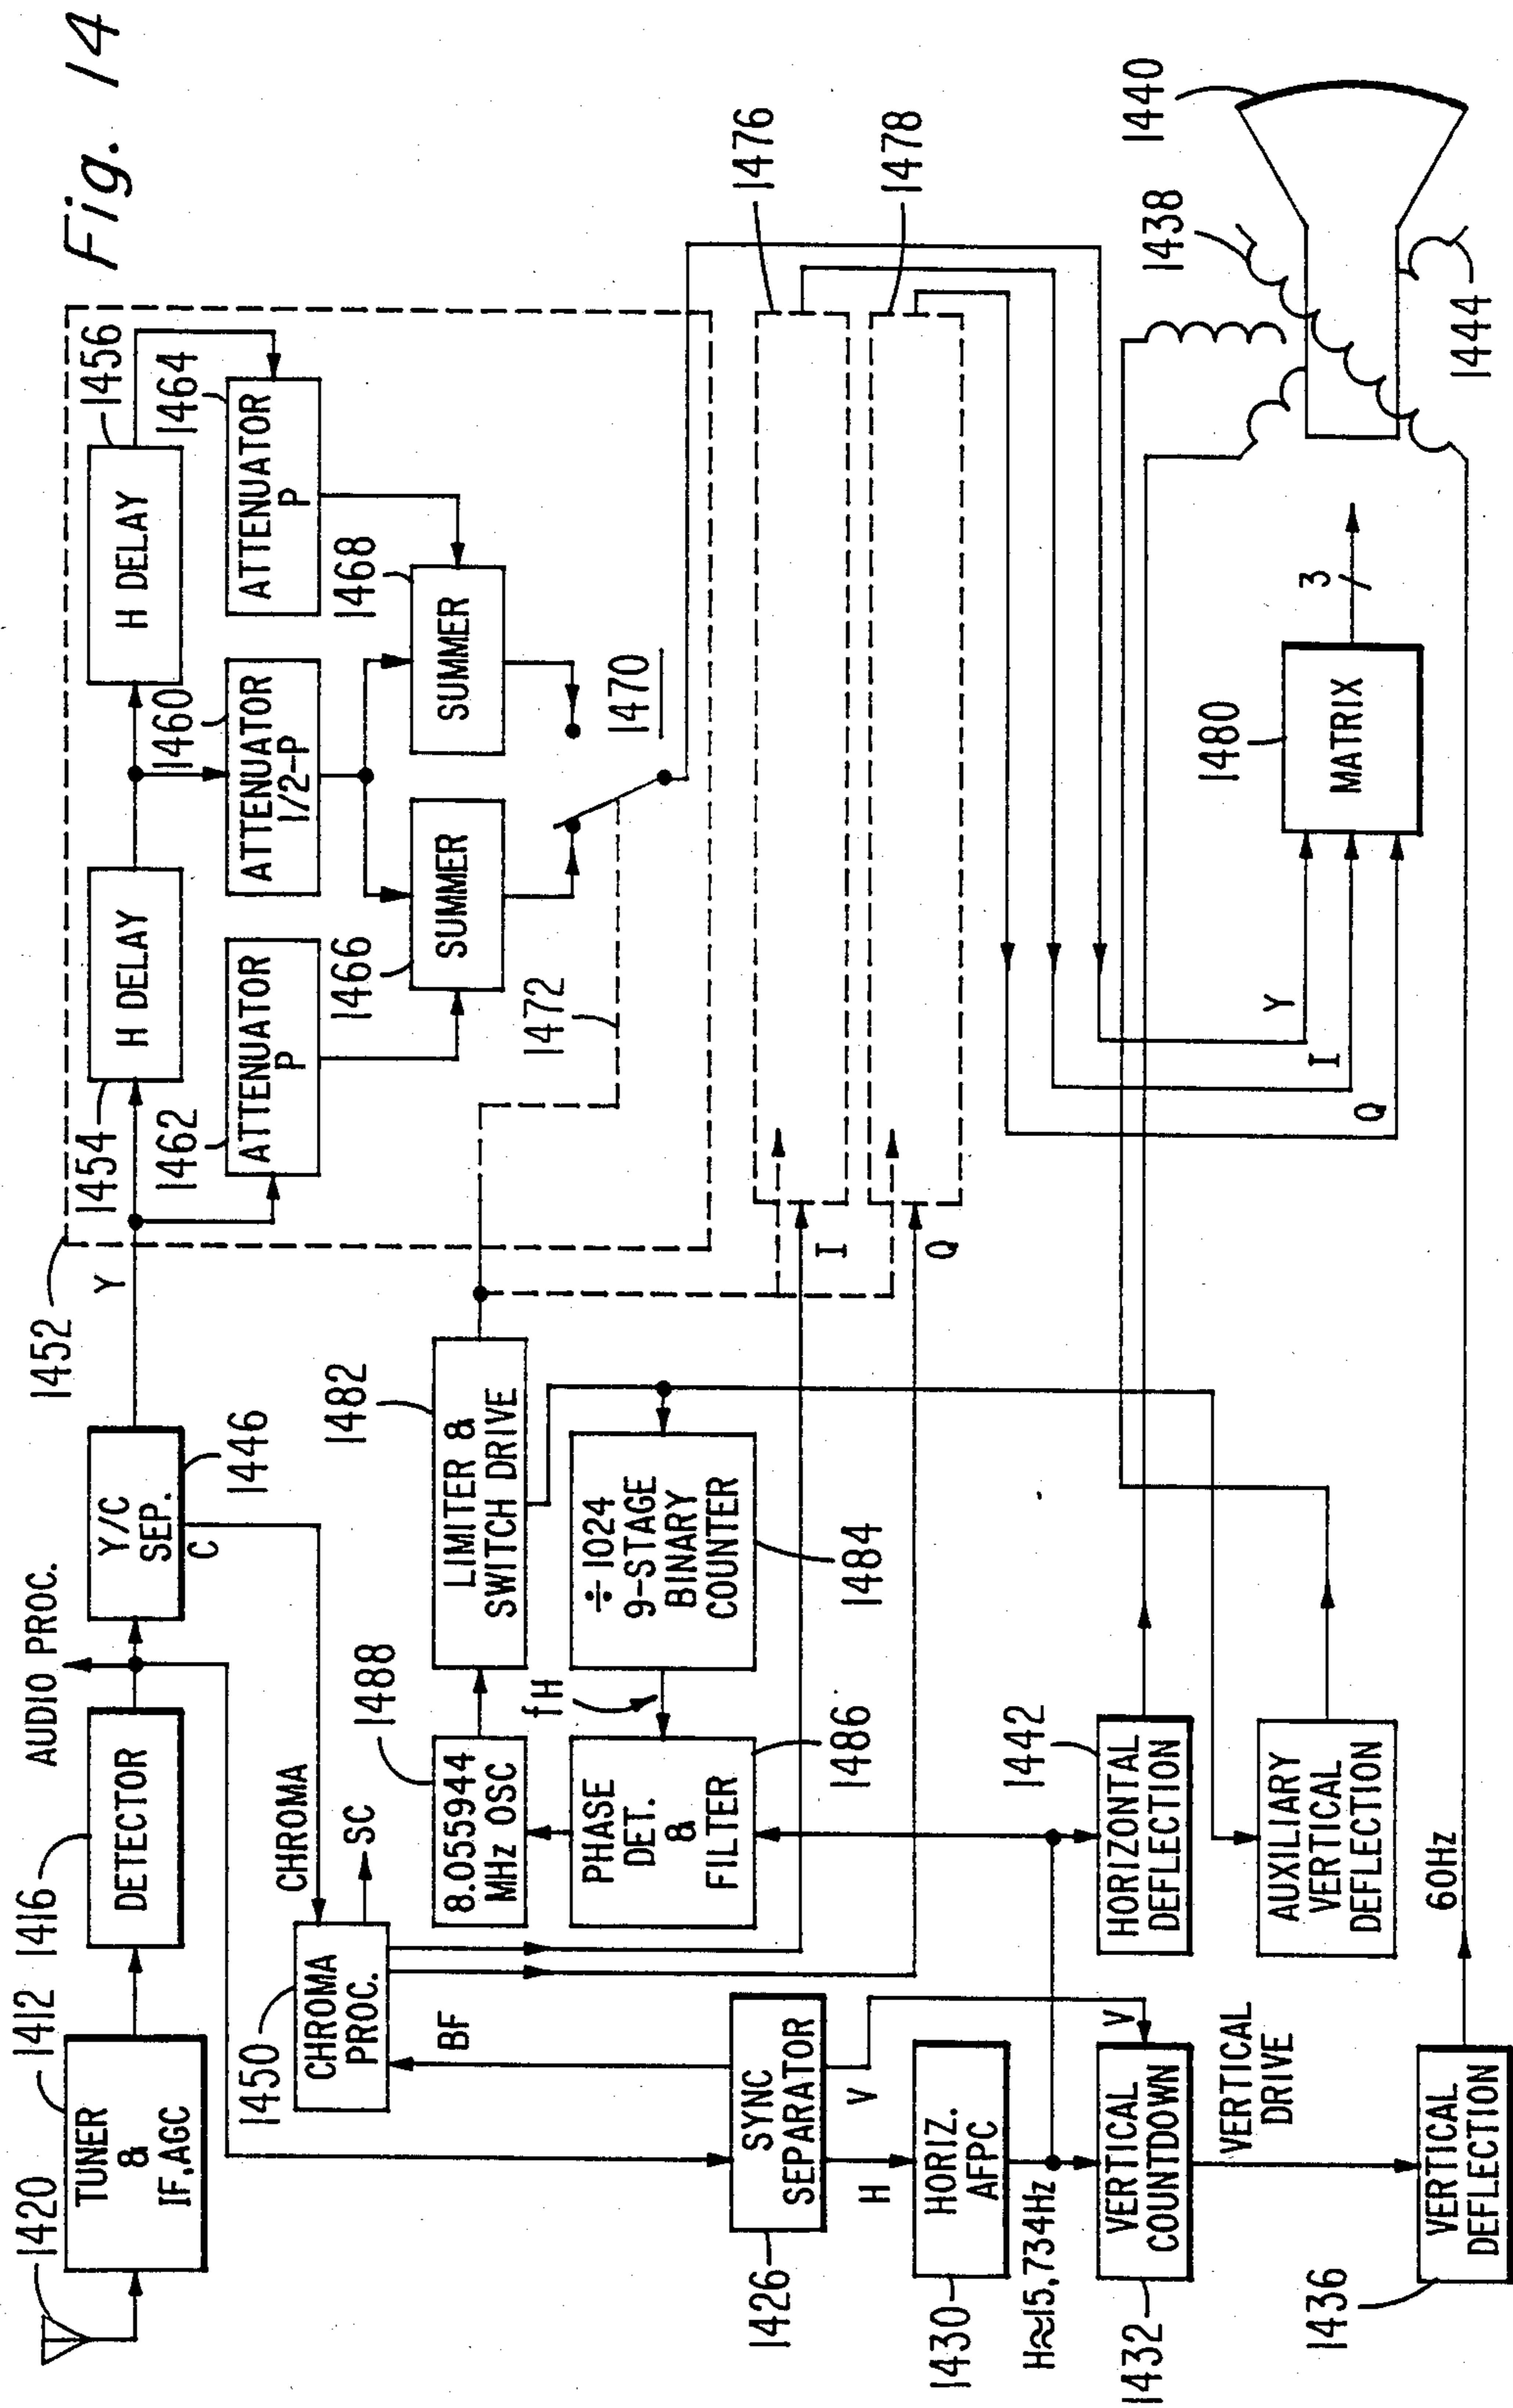 Fig. 14
1420
1412
TUNER
&
IF, AGC
1416
DETECTOR
AUDIO PROC.
Y/C
SEP.
C
1446
Y
1452
1454
H DELAY
1456
H DELAY
1462
ATTENUATOR
P
1460
ATTENUATOR
1/2-P
1464
ATTENUATOR
P
1466
SUMMER
1468
SUMMER
1470
1472
1476
1478
CHROMA
SC
1450
CHROMA
PROC.
BF
1488
8.055944
MHz OSC
1482
LIMITER &
SWITCH DRIVE
÷1024
9-STAGE
BINARY
COUNTER
1484
fH
PHASE
DET.
&
FILTER
1486
I
Q
1426
SYNC
SEPARATOR
H
V
1430
HORIZ.
AFPC
H≈15,734Hz
1432
VERTICAL
COUNTDOWN
V
VERTICAL
DRIVE
1436
VERTICAL
DEFLECTION
60Hz
1442
HORIZONTAL
DEFLECTION
AUXILIARY
VERTICAL
DEFLECTION
Y
I
Q
1480
MATRIX
3
1438
1440
1444